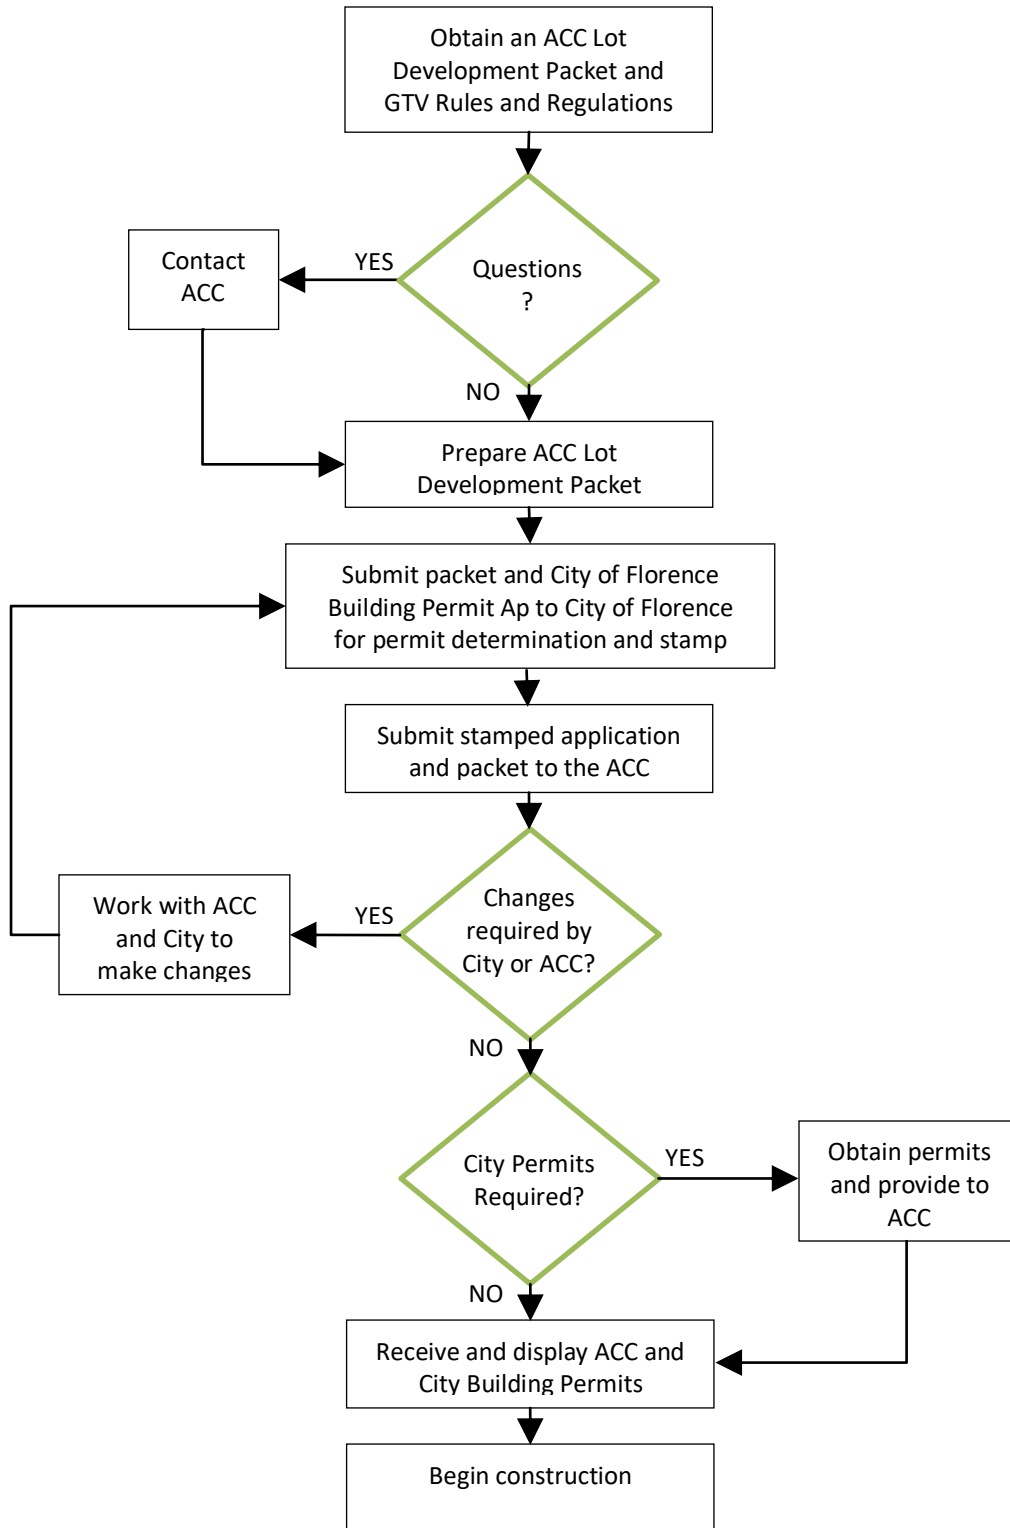 Obtain an ACC Lot
Development Packet and
GTV Rules and Regulations
Questions
?
YES
Contact
ACC
NO
Prepare ACC Lot
Development Packet
Submit packet and City of Florence
Building Permit Ap to City of Florence
for permit determination and stamp
Submit stamped application
and packet to the ACC
Changes
required by
City or ACC?
YES
Work with ACC
and City to
make changes
NO
City Permits
Required?
YES
Obtain permits
and provide to
ACC
NO
Receive and display ACC and
City Building Permits
Begin construction